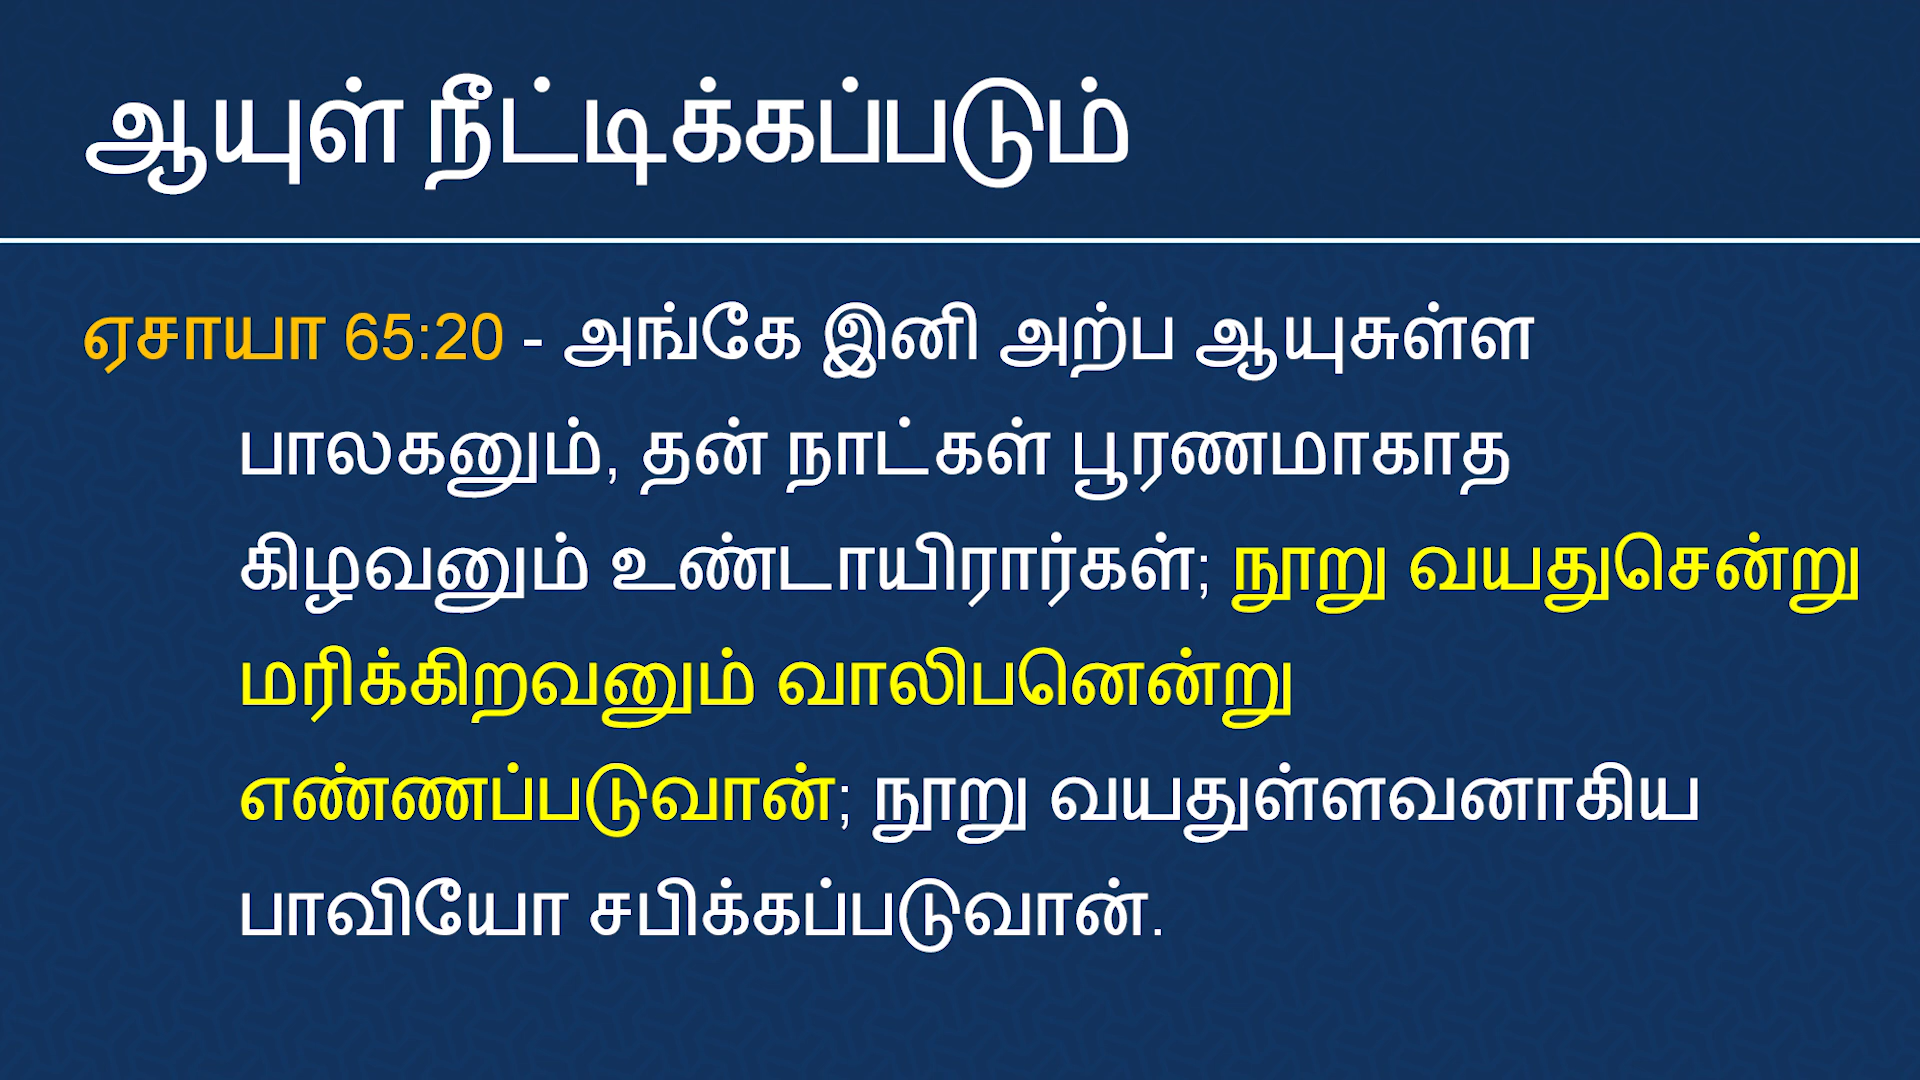 ஆயுள் நீட்டிக்கப்படும்
ஏசாயா 65:20 - அங்கே இனி அற்ப ஆயுசுள்ள
பாலகனும், தன் நாட்கள் பூரணமாகாத
கிழவனும் உண்டாயிரார்கள்; நூறு வயதுசென்று
மரிக்கிறவனும் வாலிபனென்று
எண்ணப்படுவான்; நூறு வயதுள்ளவனாகிய
பாவியோ சபிக்கப்படுவான்.